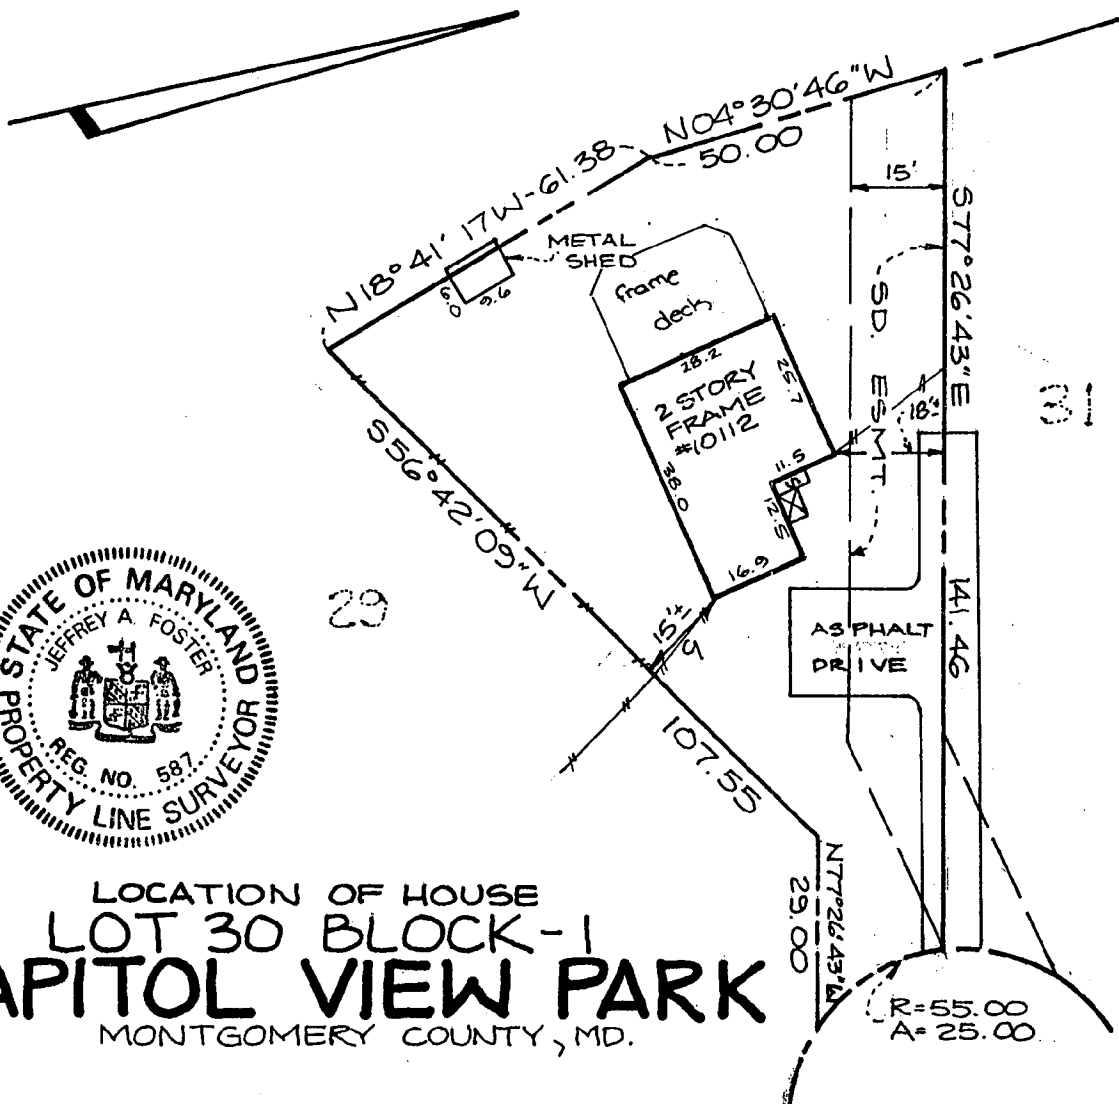 N04°30'46"W
50.00
N18°41'17W-61.38
15'
METAL
SHED
6.0
9.6
frame
deck
S77°26'43"E
SD. ESMT.
28.2
25.7
2 STORY
FRAME
#10112
18'±
31
11.5
S
38.0
12.5
16.9
S56°42'09"W
29
15'±
141.46
ASPHALT
DRIVE
107.55
STATE OF MARYLAND
JEFFREY A. FOSTER
REG. NO. 587
PROPERTY LINE SURVEYOR
N77°26'43"W
29.00
LOCATION OF HOUSE
LOT 30 BLOCK-1
APITOL VIEW PARK
MONTGOMERY COUNTY, MD.
R=55.00
A=25.00